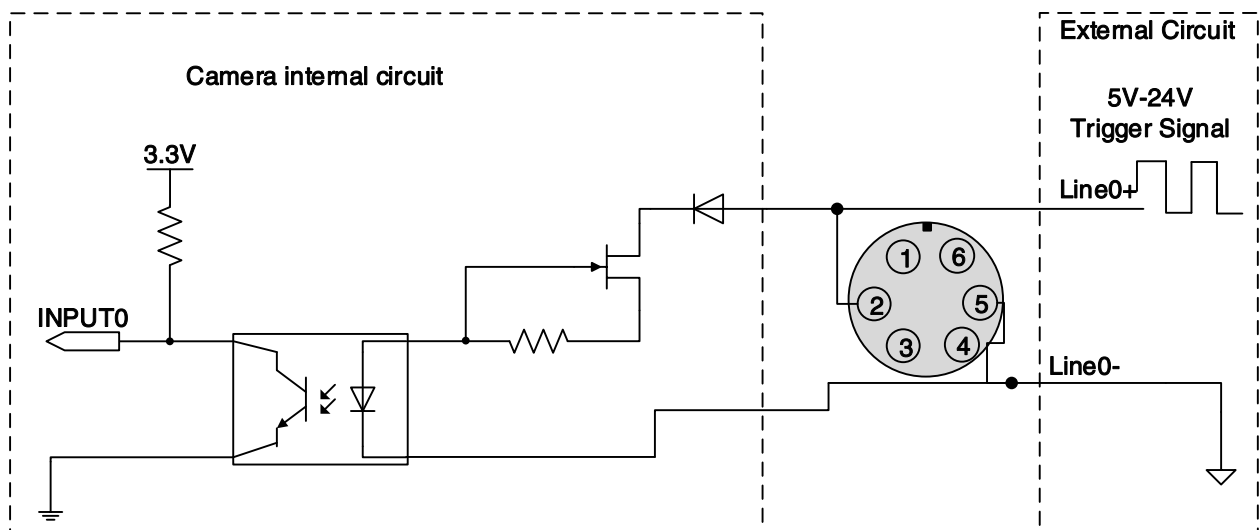 External Circuit
Camera internal circuit
5V-24V
Trigger Signal
3.3V
Line0+
1
6
2
5
INPUT0
3
4
Line0-